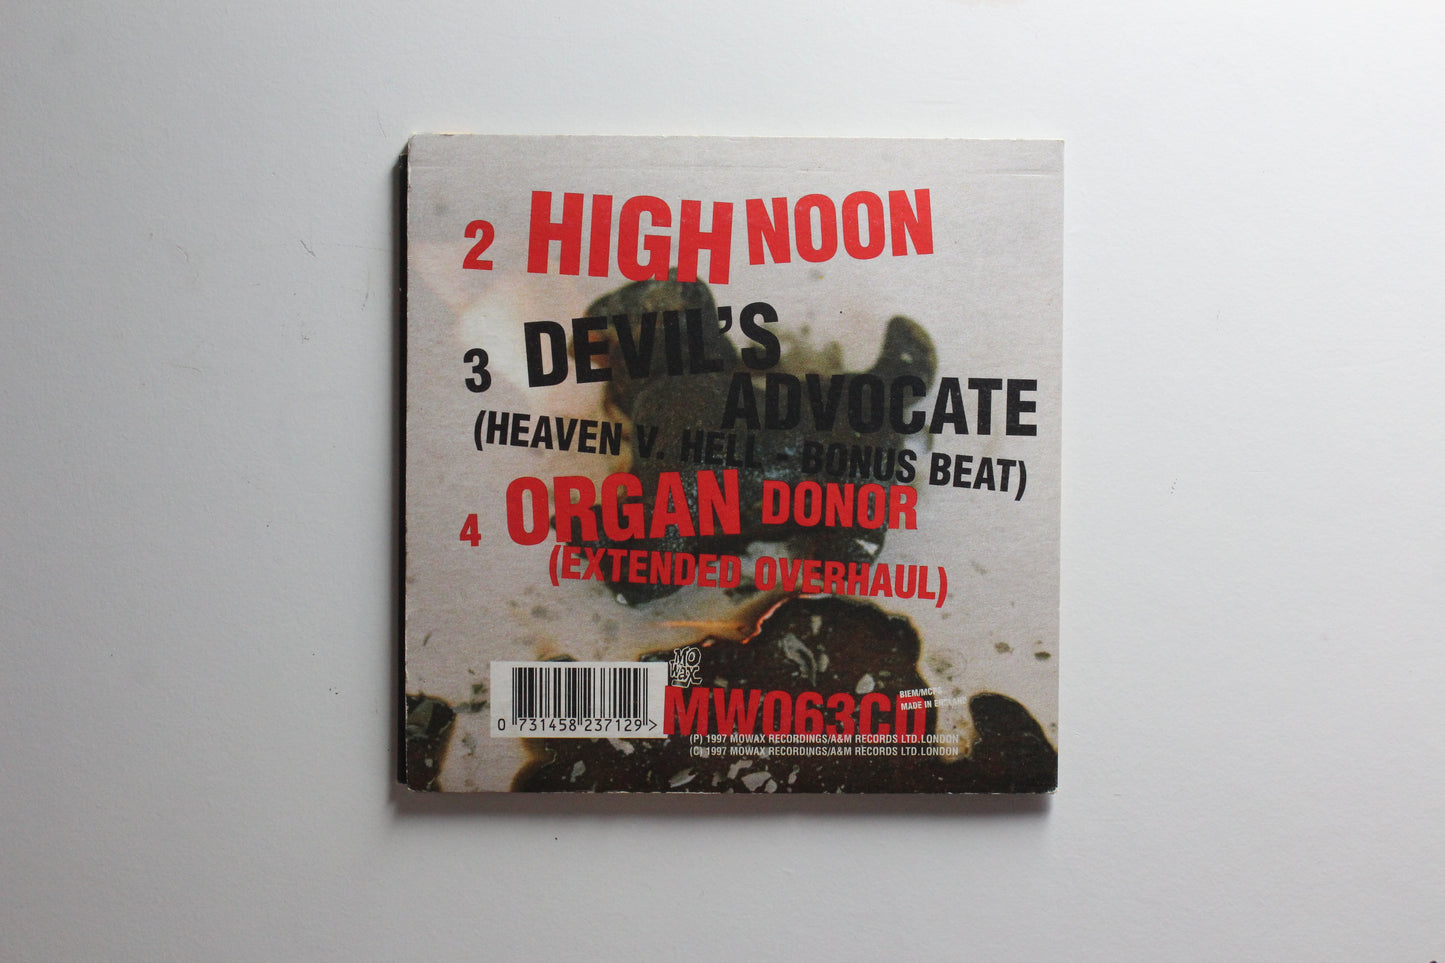 2 HIGH NOON
3 DEVIL'S
ADVOCATE
(HEAVEN V. HELL - BONUS BEAT)
4 ORGAN DONOR
(EXTENDED OVERHAUL)
MO
WAX
MW063CD
BIEM/MCPS
MADE IN ENGLAND
0 731458 237129 >
(P) 1997 MOWAX RECORDINGS/A&M RECORDS LTD.LONDON
(C) 1997 MOWAX RECORDINGS/A&M RECORDS LTD.LONDON